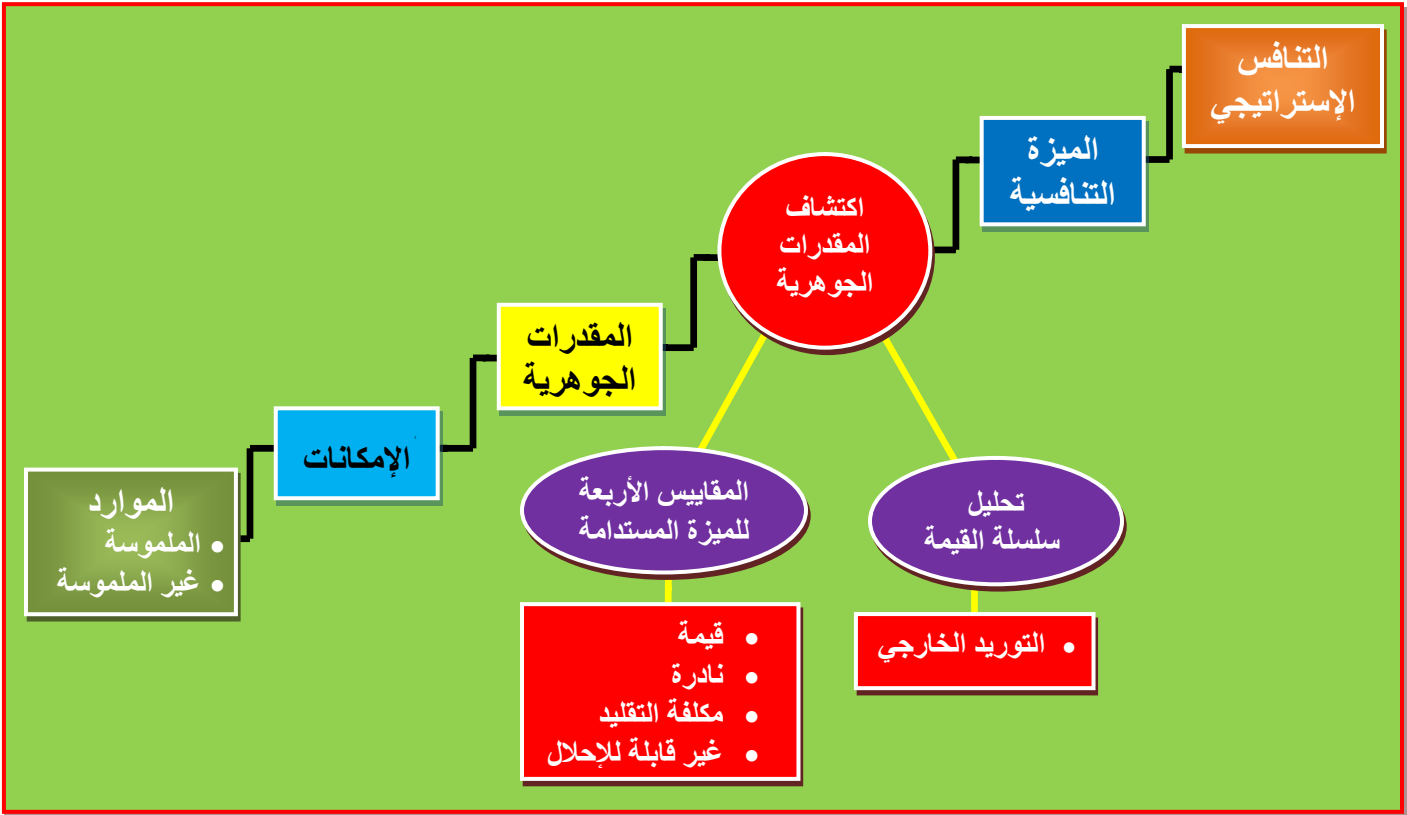 التنافس
الإستراتيجي
الميزة
التنافسية
اكتشاف
المقدرات
الجوهرية
المقدرات
الجوهرية
الإمكانات
الموارد
• الملموسة
• غير الملموسة
المقاييس الأربعة
للميزة المستدامة
تحليل
سلسلة القيمة
• قيمة
• نادرة
• مكلفة التقليد
• غير قابلة للإحلال
• التوريد الخارجي